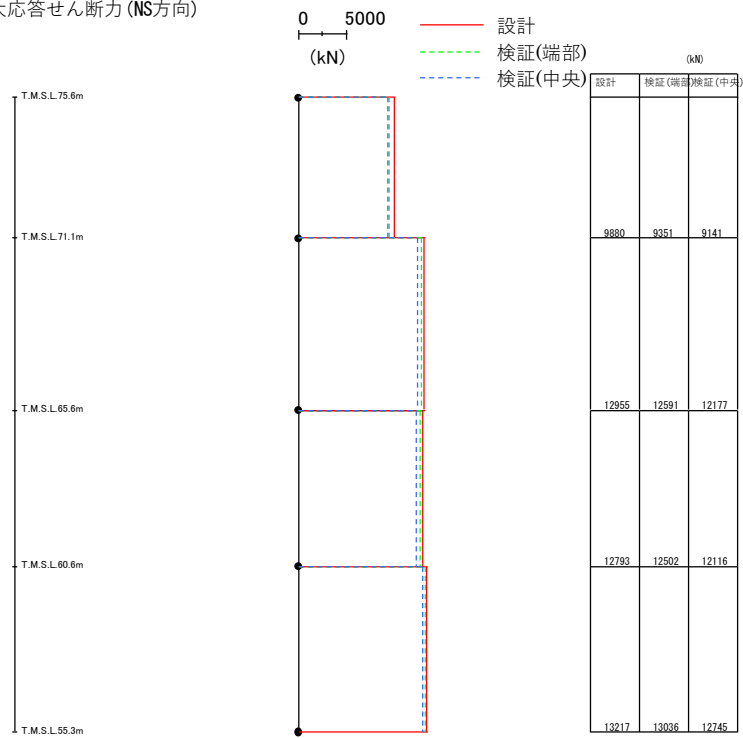 大応答せん断力(NS方向)
0 5000
(kN)
設計
検証(端部)
検証(中央)
(kN)
設計 検証(端部) 検証(中央)
T.M.S.L.75.6m
T.M.S.L.71.1m
9880 9351 9141
T.M.S.L.65.6m
12955 12591 12177
T.M.S.L.60.6m
12793 12502 12116
T.M.S.L.55.3m
13217 13036 12745